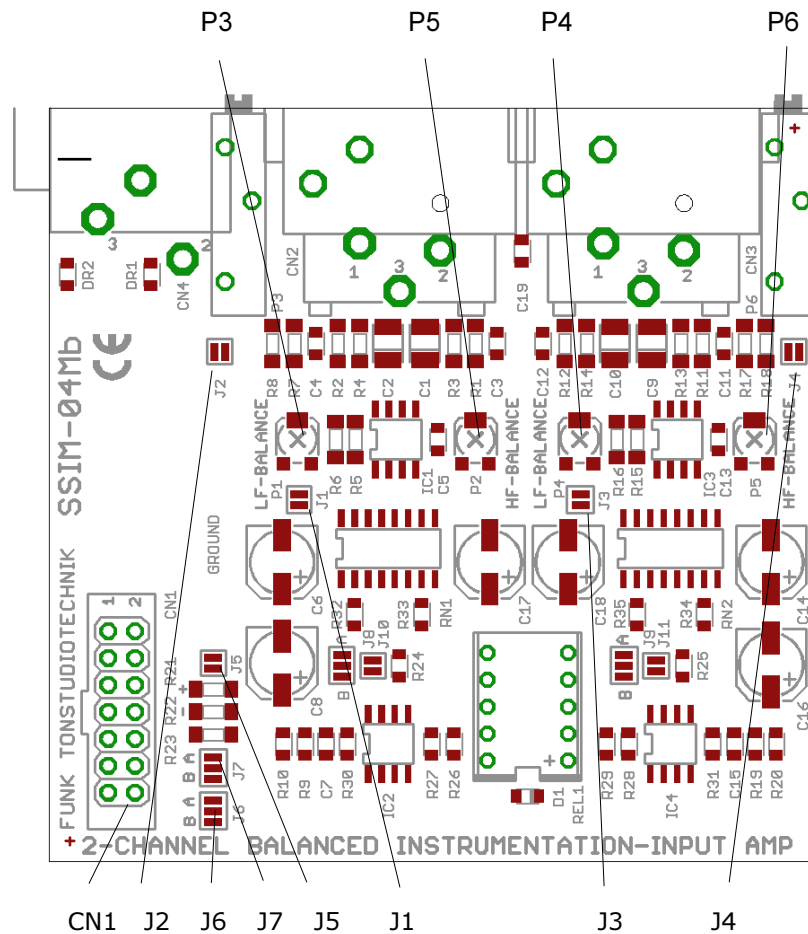 P3 P5 P4 P6
3 2
1 3 2
1 3 2
DR2 DR1 CN4 CN2 P3 C19 CN3 P6
SSIM-04Mb
CE
J2 R8 R7 C4 R2 R4 C2 C1 R3 R1 C3 C12 R12 R14 C10 C9 R13 R11 C11 R17 R18 J4
LF-BALANCE HF-BALANCE LF-BALANCE HF-BALANCE
P1 R6 R5 IC1 C5 P2 P4 R16 R15 IC3 C13 P5
J1 J3
GROUND
1 2 CN1
C6 R32 R33 RN1 C17 C18 R35 R34 RN2 C14
R21 J5 A J8 J10 R24 A J9 J11 R25
+ R22 - B C8 B C16
R23
A B J7
R10 R9 C7 R30 IC2 R27 R26 + D1 REL1 R29 R28 IC4 R31 C15 R19 R20
A B J6
FUNK TONSTUDIOTECHNIK
2-CHANNEL BALANCED INSTRUMENTATION-INPUT AMP
CN1 J2 J6 J7 J5 J1 J3 J4